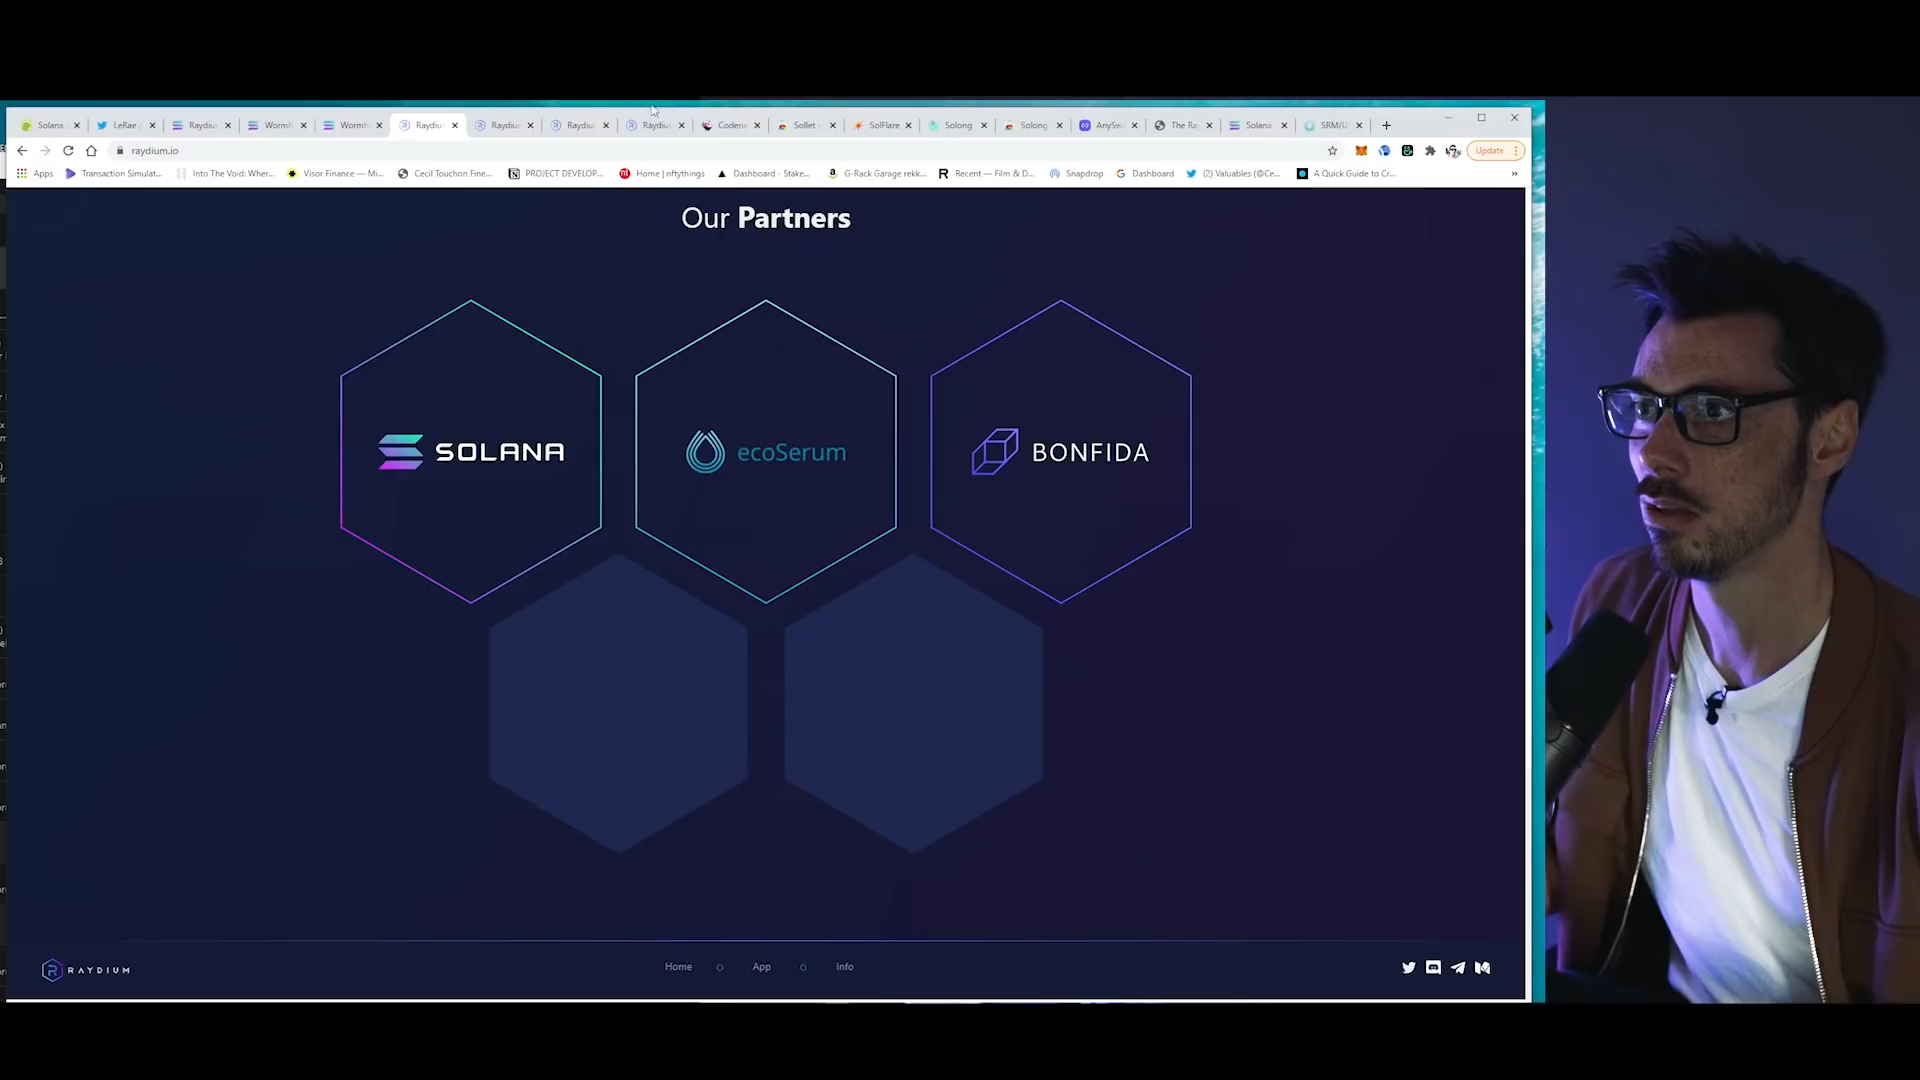 Solana
LeRae /
Raydiu
Wormh
Wormh
Raydiu
Raydiu
Raydiu
Raydiu
Codena
Sollet -
SolFlare
Solong
Solong
AnySw
The Ra
Solana
SRM/U
raydium.io
Update
Apps
Transaction Simulat...
Into The Void: Wher...
Visor Finance — Mi...
Cecil Touchon Fine...
PROJECT DEVELOP...
Home | nftythings
Dashboard - Stake...
G-Rack Garage rekk...
Recent — Film & D...
Snapdrop
Dashboard
(2) Valuables (@Ce...
A Quick Guide to Cr...
Our Partners
SOLANA
ecoSerum
BONFIDA
RAYDIUM
Home
App
Info